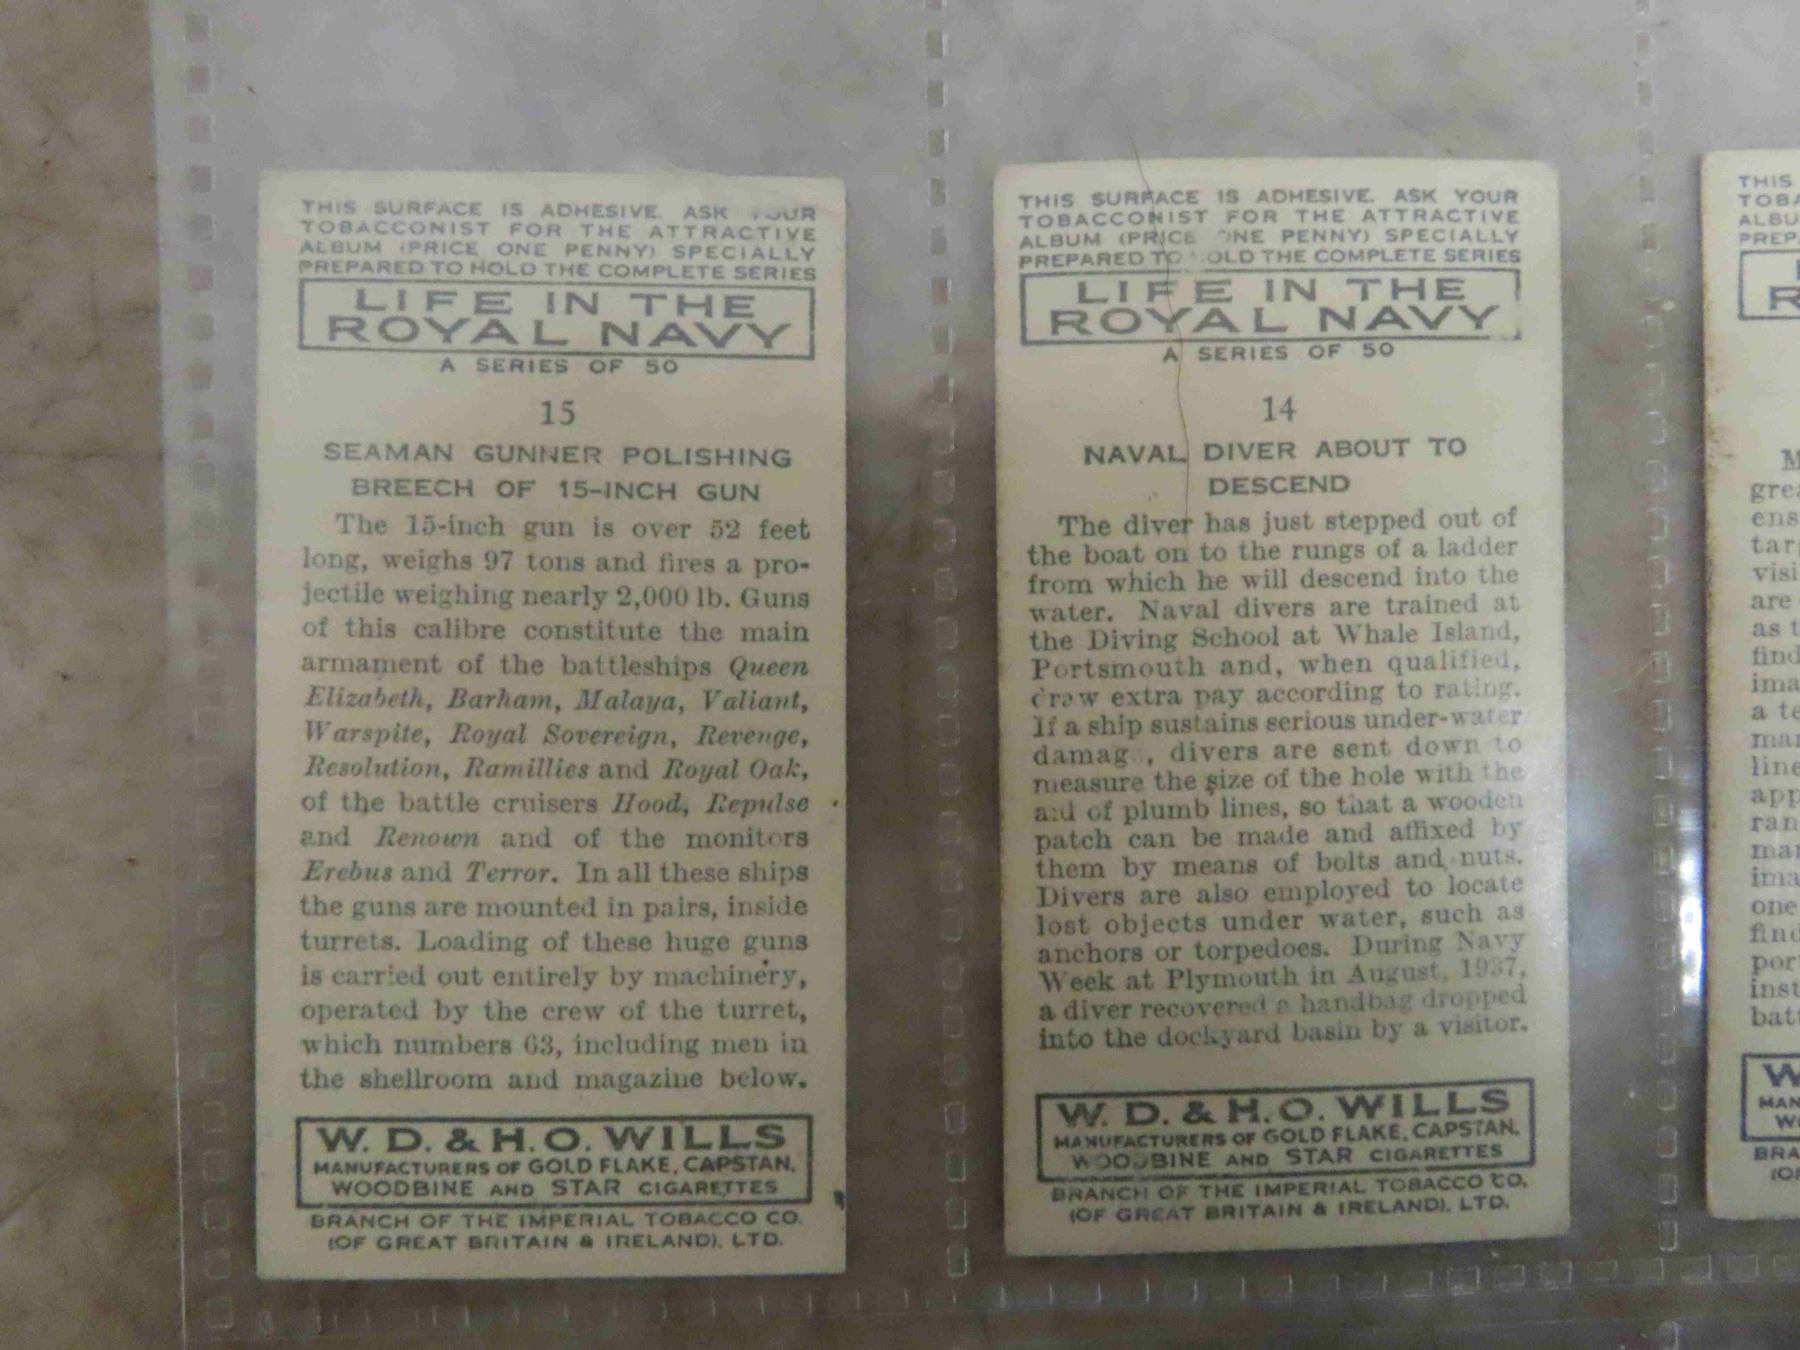 THIS SURFACE IS ADHESIVE. ASK YOUR
TOBACCONIST FOR THE ATTRACTIVE
ALBUM (PRICE ONE PENNY) SPECIALLY
PREPARED TO HOLD THE COMPLETE SERIES
LIFE IN THE
ROYAL NAVY
A SERIES OF 50
15
SEAMAN GUNNER POLISHING
BREECH OF 15-INCH GUN
The 15-inch gun is over 52 feet
long, weighs 97 tons and fires a pro-
jectile weighing nearly 2,000 lb. Guns
of this calibre constitute the main
armament of the battleships Queen
Elizabeth, Barham, Malaya, Valiant,
Warspite, Royal Sovereign, Revenge,
Resolution, Ramillies and Royal Oak,
of the battle cruisers Hood, Repulse
and Renown and of the monitors
Erebus and Terror. In all these ships
the guns are mounted in pairs, inside
turrets. Loading of these huge guns
is carried out entirely by machinery,
operated by the crew of the turret,
which numbers 63, including men in
the shellroom and magazine below.
W. D. & H. O. WILLS
MANUFACTURERS OF GOLD FLAKE, CAPSTAN,
WOODBINE AND STAR CIGARETTES
BRANCH OF THE IMPERIAL TOBACCO CO.
(OF GREAT BRITAIN & IRELAND), LTD.
THIS SURFACE IS ADHESIVE. ASK YOUR
TOBACCONIST FOR THE ATTRACTIVE
ALBUM (PRICE ONE PENNY) SPECIALLY
PREPARED TO HOLD THE COMPLETE SERIES
LIFE IN THE
ROYAL NAVY
A SERIES OF 50
14
NAVAL DIVER ABOUT TO
DESCEND
The diver has just stepped out of
the boat on to the rungs of a ladder
from which he will descend into the
water. Naval divers are trained at
the Diving School at Whale Island,
Portsmouth and, when qualified,
draw extra pay according to rating.
If a ship sustains serious under-water
damage, divers are sent down to
measure the size of the hole with the
aid of plumb lines, so that a wooden
patch can be made and affixed by
them by means of bolts and nuts.
Divers are also employed to locate
lost objects under water, such as
anchors or torpedoes. During Navy
Week at Plymouth in August, 1937,
a diver recovered a handbag dropped
into the dockyard basin by a visitor.
W. D. & H. O. WILLS
MANUFACTURERS OF GOLD FLAKE, CAPSTAN,
WOODBINE AND STAR CIGARETTES
BRANCH OF THE IMPERIAL TOBACCO CO.
(OF GREAT BRITAIN & IRELAND), LTD.
THIS